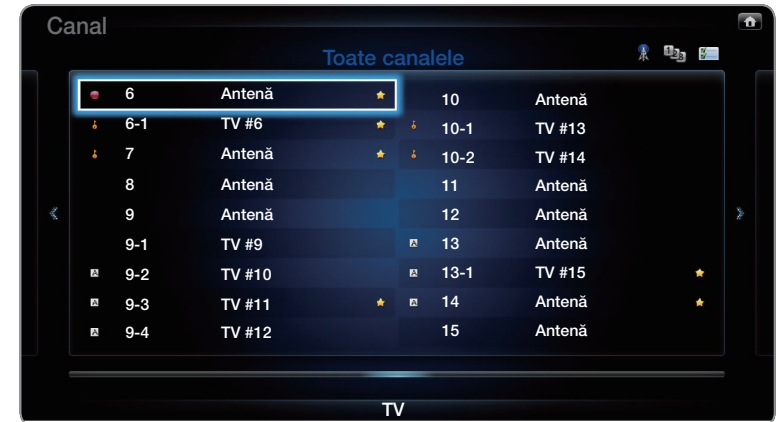 Canal
Toate canalele
6 Antenă
6-1 TV #6
7 Antenă
8 Antenă
9 Antenă
9-1 TV #9
9-2 TV #10
9-3 TV #11
9-4 TV #12
10 Antenă
10-1 TV #13
10-2 TV #14
11 Antenă
12 Antenă
13 Antenă
13-1 TV #15
14 Antenă
15 Antenă
TV